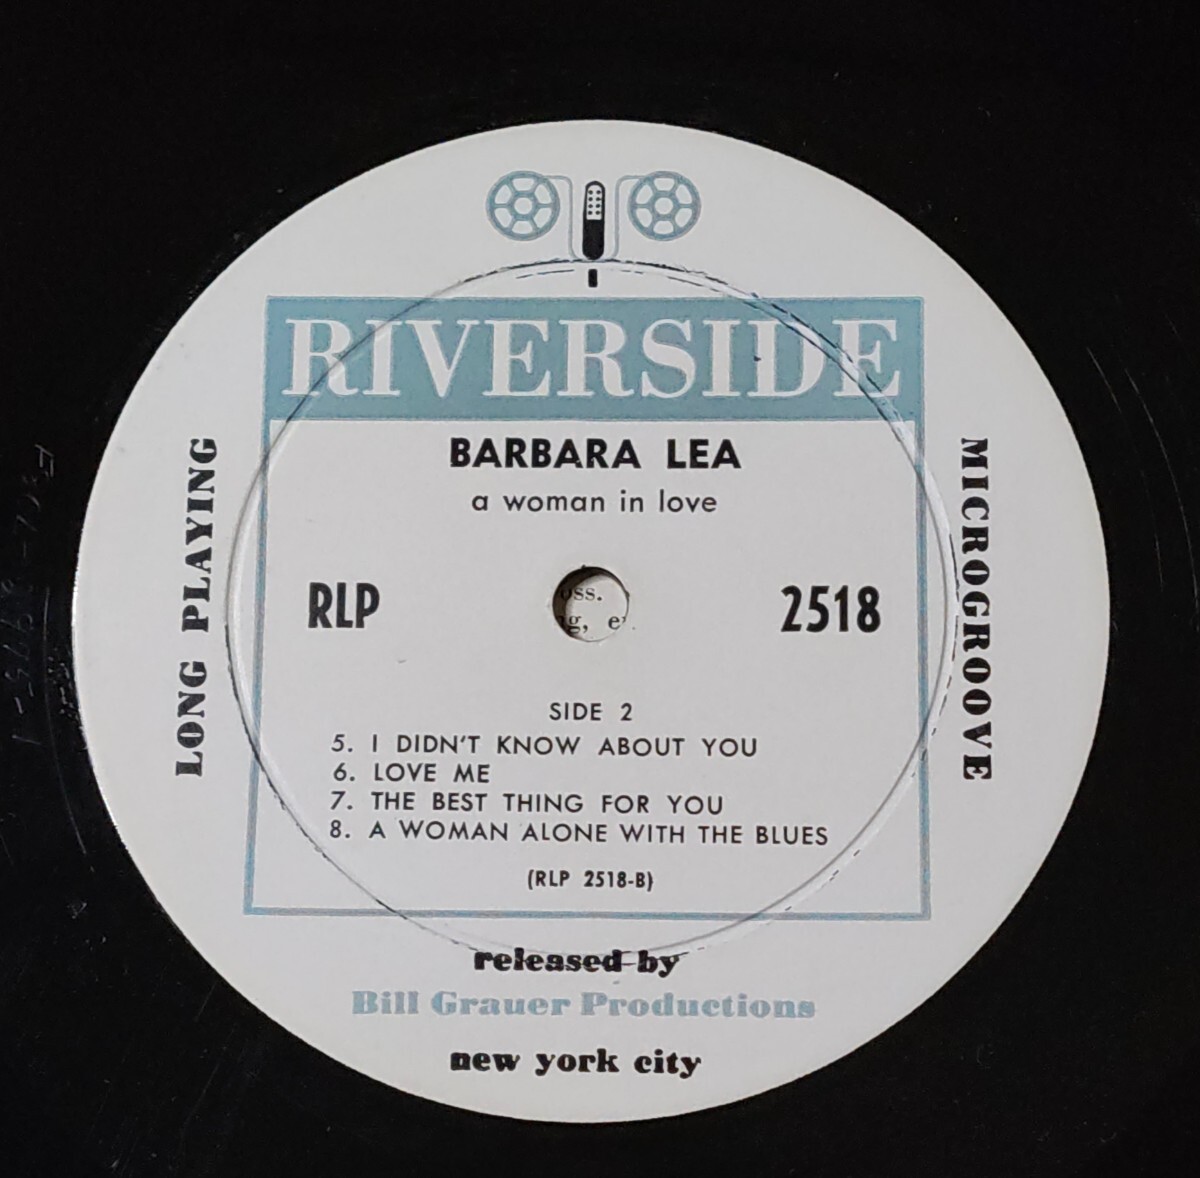 RIVERSIDE
BARBARA LEA
a woman in love
LONG PLAYING
MICROGROOVE
RLP
2518
oss.
SIDE 2
5. I DIDN'T KNOW ABOUT YOU
6. LOVE ME
7. THE BEST THING FOR YOU
8. A WOMAN ALONE WITH THE BLUES
(RLP 2518-B)
released by
Bill Grauer Productions
new york city